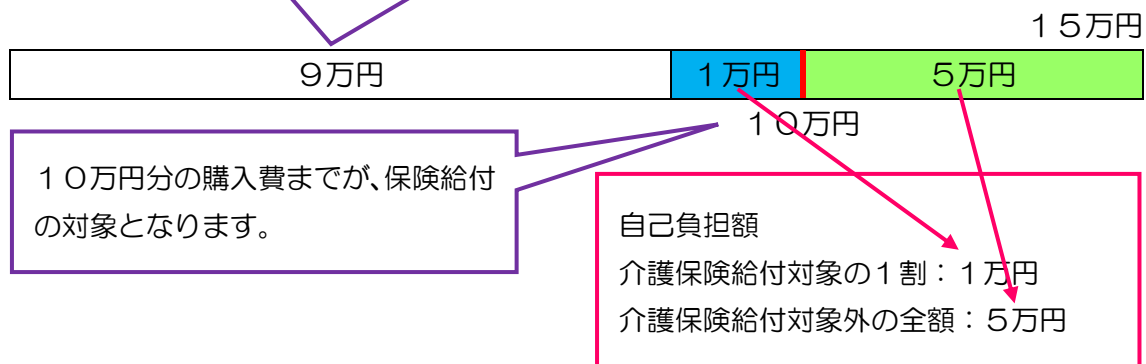 １５万円
９万円 １万円 ５万円
１０万円
１０万円分の購入費までが、保険給付
の対象となります。
自己負担額
介護保険給付対象の１割：１万円
介護保険給付対象外の全額：５万円